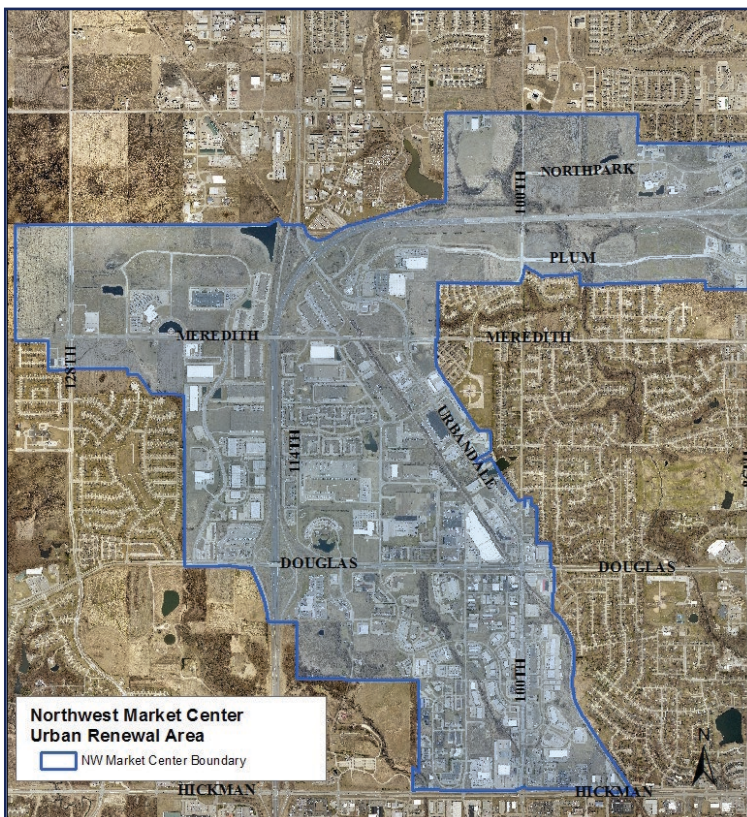 100TH
NORTHPARK
PLUM
MEREDITH
MEREDITH
128TH
URBANDALE
114TH
DOUGLAS
DOUGLAS
100TH
Northwest Market Center
Urban Renewal Area
NW Market Center Boundary
N
HICKMAN
HICKMAN